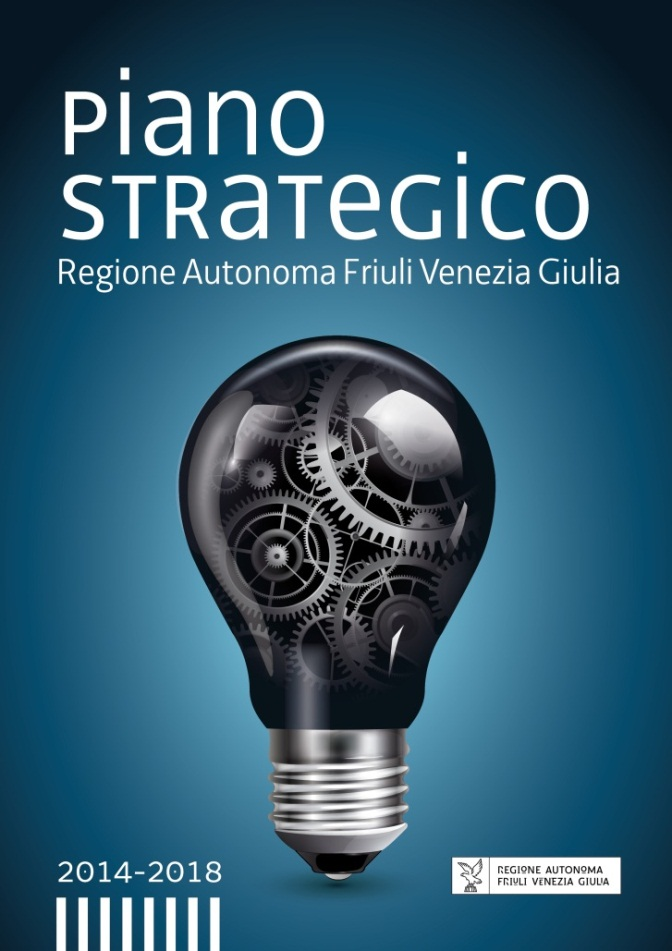 Piano
STRaTeGico
Regione Autonoma Friuli Venezia Giulia
2014-2018
REGIONE AUTONOMA
FRIULI VENEZIA GIULIA